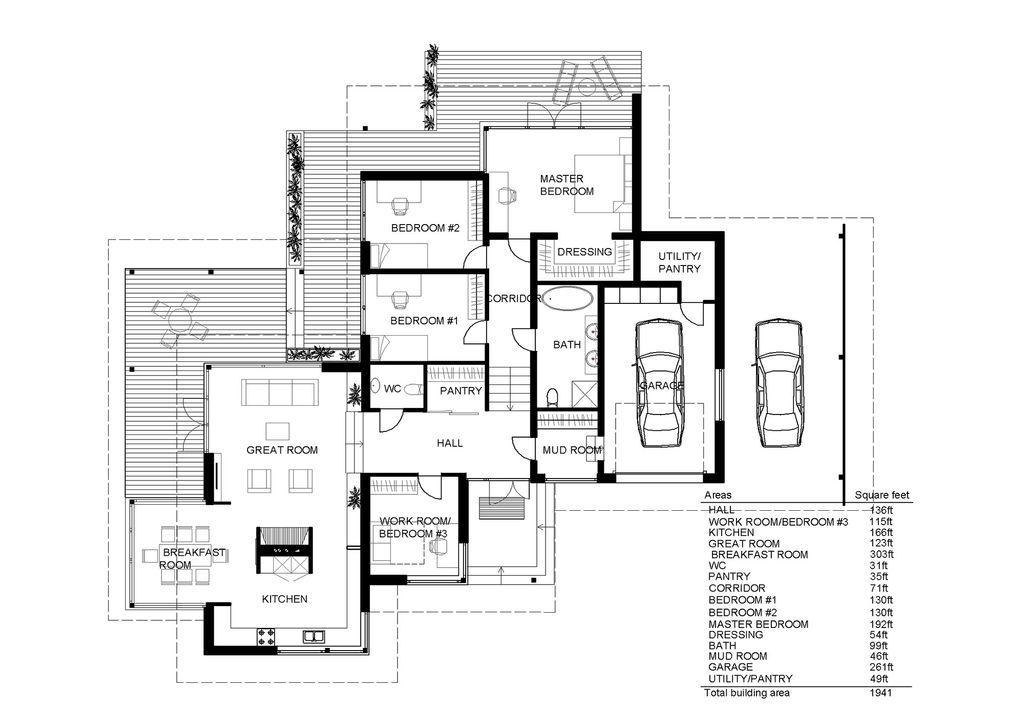 MASTER
BEDROOM
BEDROOM #2
DRESSING
UTILITY/
PANTRY
CORRIDOR
BEDROOM #1
BATH
GARAGE
WC
PANTRY
HALL
GREAT ROOM
MUD ROOM
WORK ROOM/
BEDROOM #3
BREAKFAST
ROOM
KITCHEN
Areas Square feet
HALL 136ft
WORK ROOM/BEDROOM #3 115ft
KITCHEN 166ft
GREAT ROOM 123ft
BREAKFAST ROOM 303ft
WC 31ft
PANTRY 35ft
CORRIDOR 71ft
BEDROOM #1 130ft
BEDROOM #2 130ft
MASTER BEDROOM 192ft
DRESSING 54ft
BATH 99ft
MUD ROOM 46ft
GARAGE 261ft
UTILITY/PANTRY 49ft
Total building area 1941